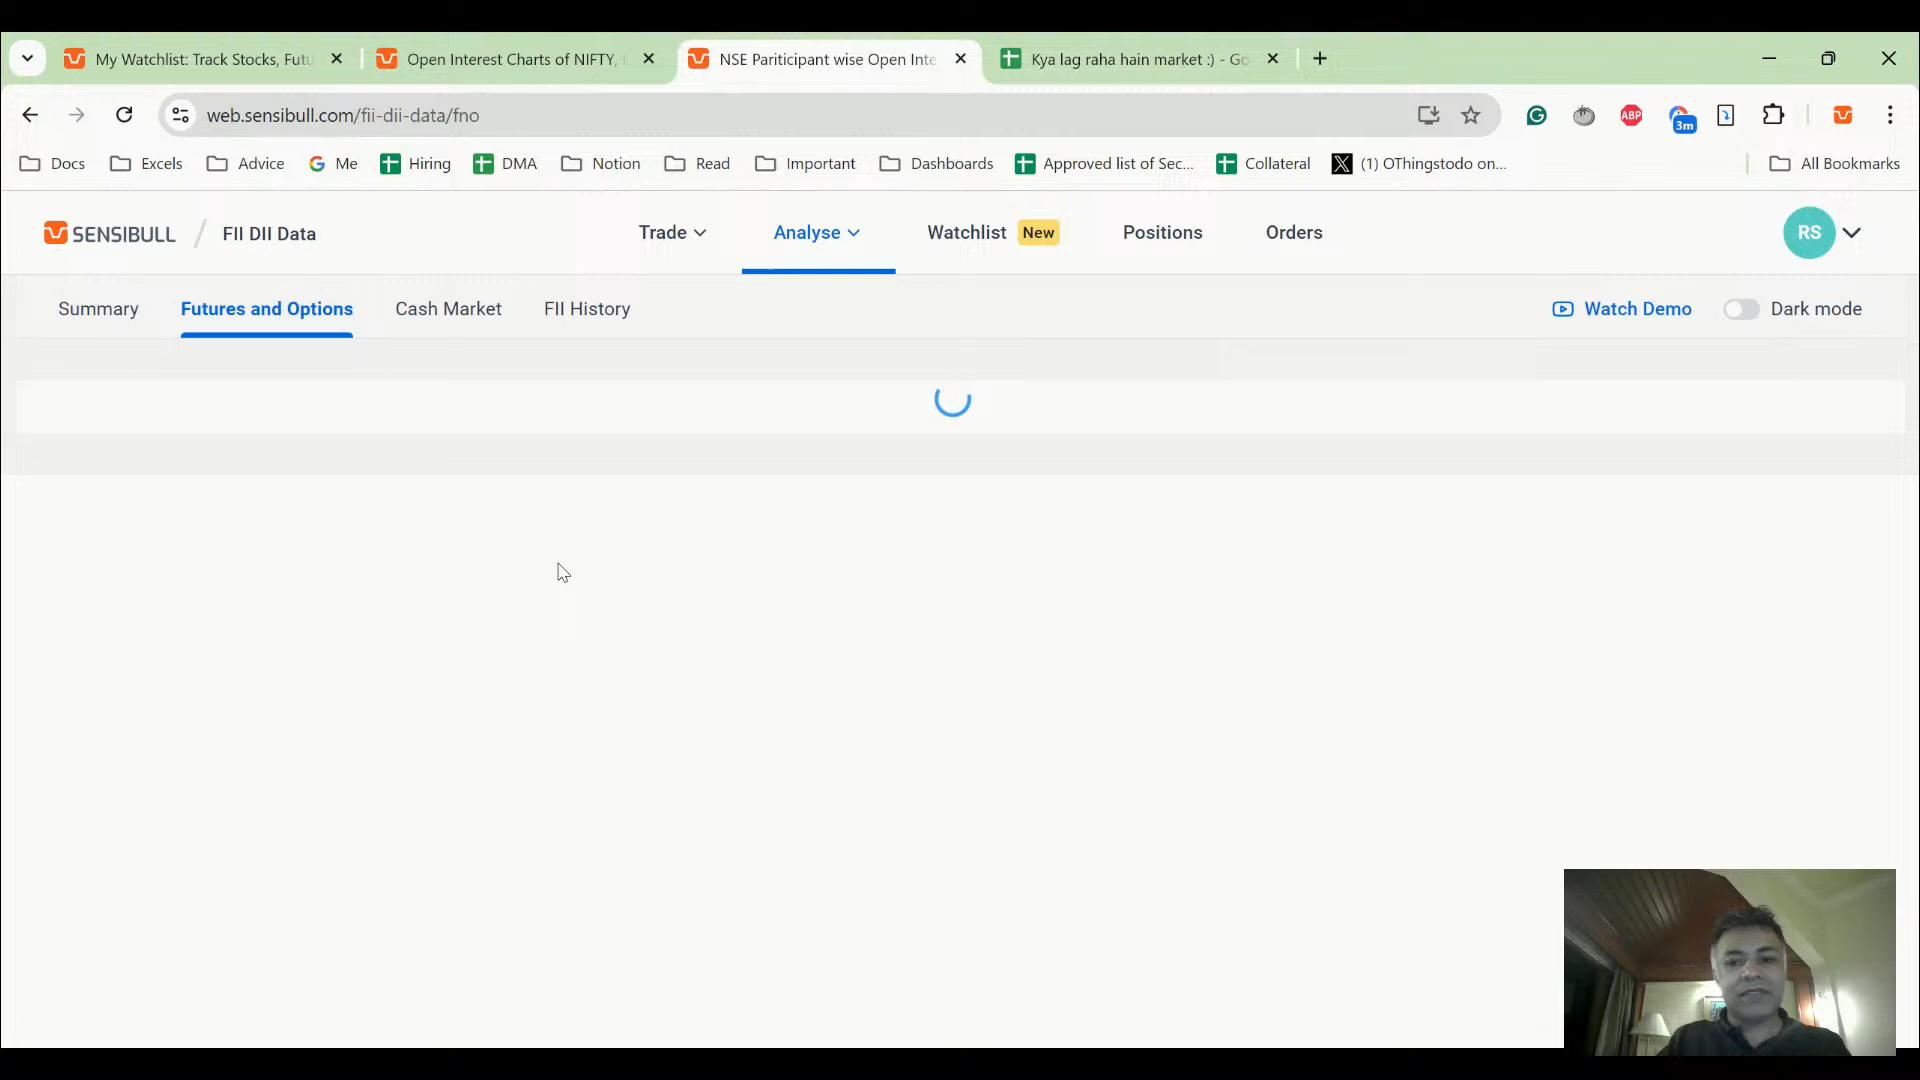 My Watchlist: Track Stocks, Futu
Open Interest Charts of NIFTY,
NSE Pariticipant wise Open Inte
Kya lag raha hain market :) - Go
web.sensibull.com/fii-dii-data/fno
ABP
3m
Docs
Excels
Advice
Me
Hiring
DMA
Notion
Read
Important
Dashboards
Approved list of Sec...
Collateral
(1) OThingstodo on...
All Bookmarks
SENSIBULL / FII DII Data
Trade
Analyse
Watchlist New
Positions
Orders
RS
Summary
Futures and Options
Cash Market
FII History
Watch Demo
Dark mode